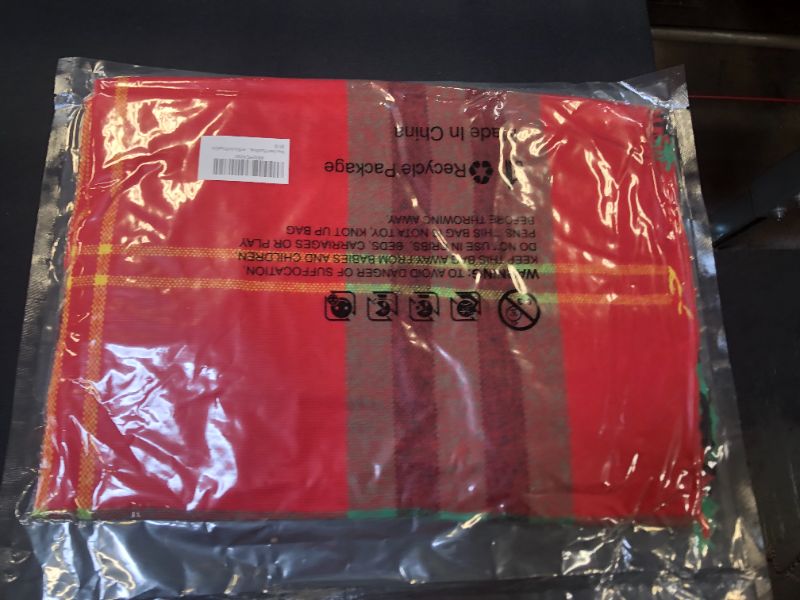 WARNING: TO AVOID DANGER OF SUFFOCATION.
KEEP THIS BAG AWAY FROM BABIES AND CHILDREN.
DO NOT USE IN CRIBS, BEDS, CARRIAGES OR PLAY
PENS. THIS BAG IS NOT A TOY, KNOT UP BAG
BEFORE THROWING AWAY.
Recycle Package
Made In China